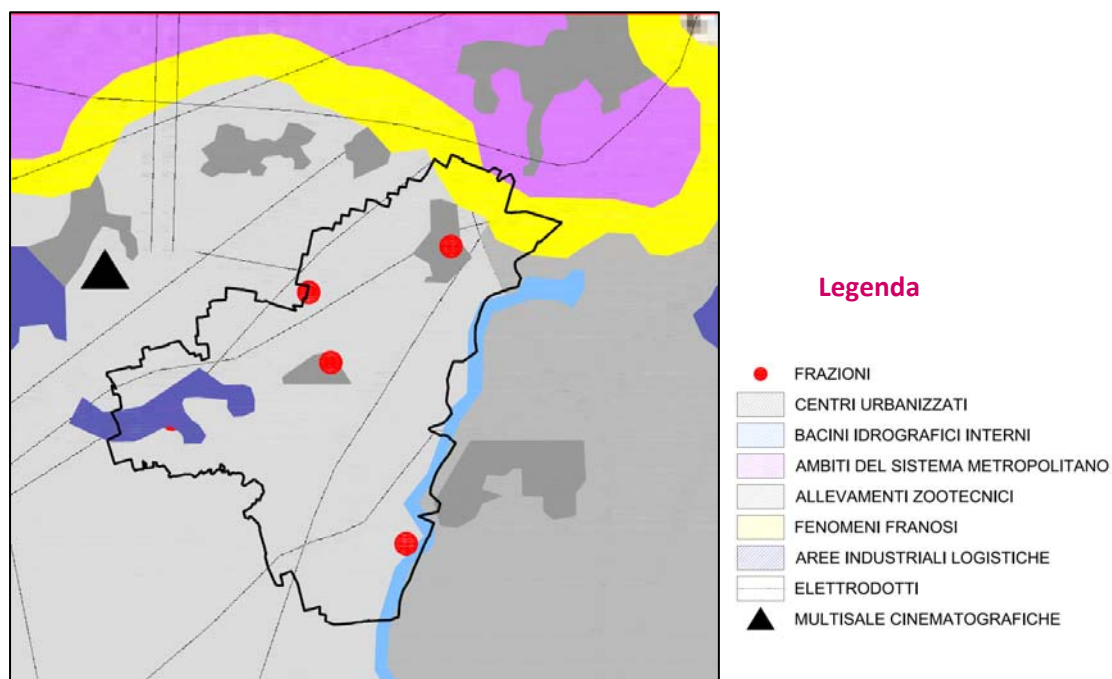 Legenda
FRAZIONI
CENTRI URBANIZZATI
BACINI IDROGRAFICI INTERNI
AMBITI DEL SISTEMA METROPOLITANO
ALLEVAMENTI ZOOTECNICI
FENOMENI FRANOSI
AREE INDUSTRIALI LOGISTICHE
ELETTRODOTTI
MULTISALE CINEMATOGRAFICHE